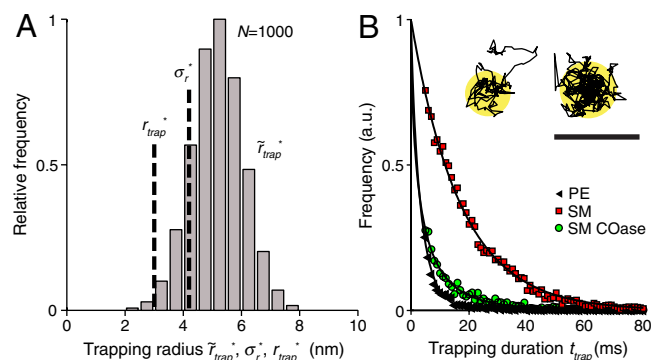 A
N=1000
σr*
rtrap*
r̃trap*
Relative frequency
1
0.5
0
0 2 4 6 8 10
Trapping radius r̃trap*, σr*, rtrap* (nm)
B
PE
SM
SM COase
Frequency (a.u.)
1
0.5
0
0 20 40 60 80
Trapping duration ttrap (ms)